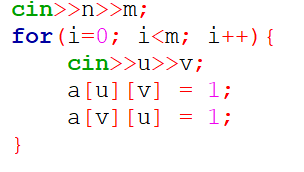 cin>>n>>m;
for(i=0; i<m; i++){
    cin>>u>>v;
    a[u][v] = 1;
    a[v][u] = 1;
}